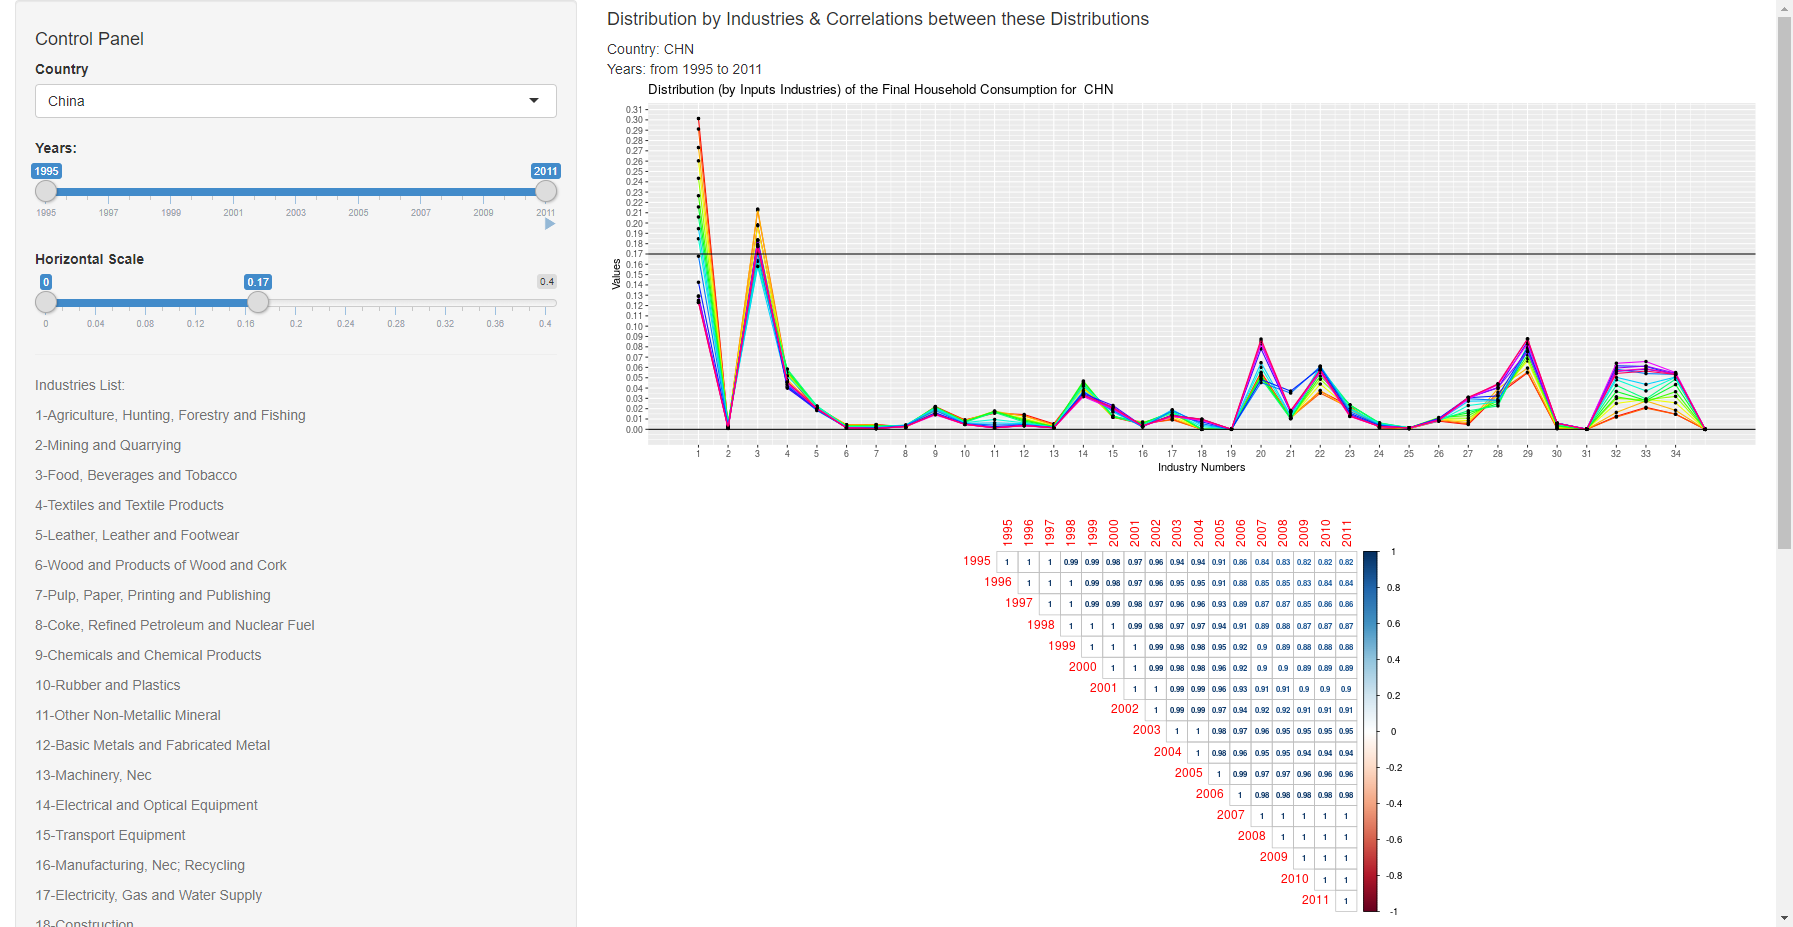 Control Panel
Country
China
Years:
1995 2011
1995 1997 1999 2001 2003 2005 2007 2009 2011
Horizontal Scale
0 0.17 0.4
0 0.04 0.08 0.12 0.16 0.2 0.24 0.28 0.32 0.36 0.4
Industries List:
1-Agriculture, Hunting, Forestry and Fishing
2-Mining and Quarrying
3-Food, Beverages and Tobacco
4-Textiles and Textile Products
5-Leather, Leather and Footwear
6-Wood and Products of Wood and Cork
7-Pulp, Paper, Printing and Publishing
8-Coke, Refined Petroleum and Nuclear Fuel
9-Chemicals and Chemical Products
10-Rubber and Plastics
11-Other Non-Metallic Mineral
12-Basic Metals and Fabricated Metal
13-Machinery, Nec
14-Electrical and Optical Equipment
15-Transport Equipment
16-Manufacturing, Nec; Recycling
17-Electricity, Gas and Water Supply
18-Construction
Distribution by Industries & Correlations between these Distributions
Country: CHN
Years: from 1995 to 2011
Distribution (by Inputs Industries) of the Final Household Consumption for CHN
0.31
0.30
0.29
0.28
0.27
0.26
0.25
0.24
0.23
0.22
0.21
0.20
0.19
0.18
0.17
0.16
0.15
0.14
0.13
0.12
0.11
0.10
0.09
0.08
0.07
0.06
0.05
0.04
0.03
0.02
0.01
0.00
Values
1 2 3 4 5 6 7 8 9 10 11 12 13 14 15 16 17 18 19 20 21 22 23 24 25 26 27 28 29 30 31 32 33 34
Industry Numbers
1995 1996 1997 1998 1999 2000 2001 2002 2003 2004 2005 2006 2007 2008 2009 2010 2011
1995 1 1 1 0.99 0.99 0.98 0.97 0.96 0.94 0.94 0.91 0.86 0.84 0.83 0.82 0.82 0.82
1996 1 1 1 0.99 0.98 0.97 0.96 0.95 0.95 0.91 0.88 0.85 0.85 0.83 0.84 0.84
1997 1 1 0.99 0.99 0.98 0.97 0.96 0.96 0.93 0.89 0.87 0.87 0.85 0.86 0.86
1998 1 1 1 0.99 0.98 0.97 0.97 0.94 0.91 0.89 0.88 0.87 0.87 0.87
1999 1 1 1 0.99 0.98 0.98 0.95 0.92 0.9 0.89 0.88 0.88 0.88
2000 1 1 0.99 0.98 0.98 0.96 0.92 0.9 0.9 0.89 0.89 0.89
2001 1 1 0.99 0.99 0.96 0.93 0.91 0.91 0.9 0.9 0.9
2002 1 0.99 0.99 0.97 0.94 0.92 0.92 0.91 0.91 0.91
2003 1 1 0.98 0.97 0.96 0.95 0.95 0.95 0.95
2004 1 0.98 0.96 0.95 0.95 0.94 0.94 0.94
2005 1 0.99 0.97 0.97 0.96 0.96 0.96
2006 1 0.98 0.98 0.98 0.98 0.98
2007 1 1 1 1 1
2008 1 1 1 1
2009 1 1 1
2010 1 1
2011 1
1
0.8
0.6
0.4
0.2
0
-0.2
-0.4
-0.6
-0.8
-1